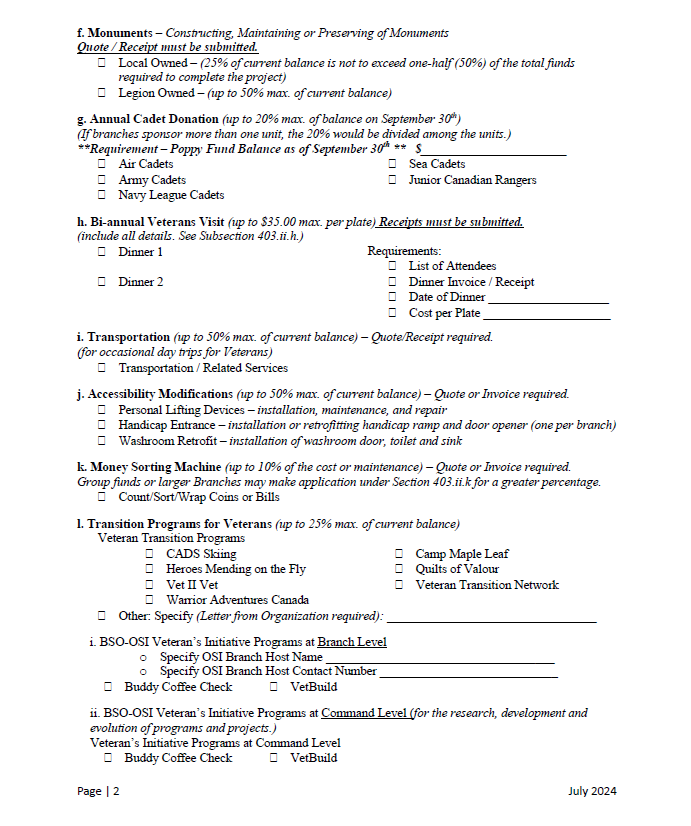 f. Monuments – Constructing, Maintaining or Preserving of Monuments
Quote / Receipt must be submitted.
☐ Local Owned – (25% of current balance is not to exceed one-half (50%) of the total funds
required to complete the project)
☐ Legion Owned – (up to 50% max. of current balance)
g. Annual Cadet Donation (up to 20% max. of balance on September 30th)
(If branches sponsor more than one unit, the 20% would be divided among the units.)
**Requirement – Poppy Fund Balance as of September 30th ** $______________________
☐ Air Cadets ☐ Sea Cadets
☐ Army Cadets ☐ Junior Canadian Rangers
☐ Navy League Cadets
h. Bi-annual Veterans Visit (up to $35.00 max. per plate) Receipts must be submitted.
(include all details. See Subsection 403.ii.h.)
☐ Dinner 1 Requirements:
☐ List of Attendees
☐ Dinner 2 ☐ Dinner Invoice / Receipt
☐ Date of Dinner ___________________
☐ Cost per Plate ____________________
i. Transportation (up to 50% max. of current balance) – Quote/Receipt required.
(for occasional day trips for Veterans)
☐ Transportation / Related Services
j. Accessibility Modifications (up to 50% max. of current balance) – Quote or Invoice required.
☐ Personal Lifting Devices – installation, maintenance, and repair
☐ Handicap Entrance – installation or retrofitting handicap ramp and door opener (one per branch)
☐ Washroom Retrofit – installation of washroom door, toilet and sink
k. Money Sorting Machine (up to 10% of the cost or maintenance) – Quote or Invoice required.
Group funds or larger Branches may make application under Section 403.ii.k for a greater percentage.
☐ Count/Sort/Wrap Coins or Bills
l. Transition Programs for Veterans (up to 25% max. of current balance)
Veteran Transition Programs
☐ CADS Skiing ☐ Camp Maple Leaf
☐ Heroes Mending on the Fly ☐ Quilts of Valour
☐ Vet II Vet ☐ Veteran Transition Network
☐ Warrior Adventures Canada
☐ Other: Specify (Letter from Organization required): _________________________________
i. BSO-OSI Veteran's Initiative Programs at Branch Level
o Specify OSI Branch Host Name ____________________________________
o Specify OSI Branch Host Contact Number ____________________________
☐ Buddy Coffee Check ☐ VetBuild
ii. BSO-OSI Veteran's Initiative Programs at Command Level (for the research, development and
evolution of programs and projects.)
Veteran's Initiative Programs at Command Level
☐ Buddy Coffee Check ☐ VetBuild
Page | 2 July 2024